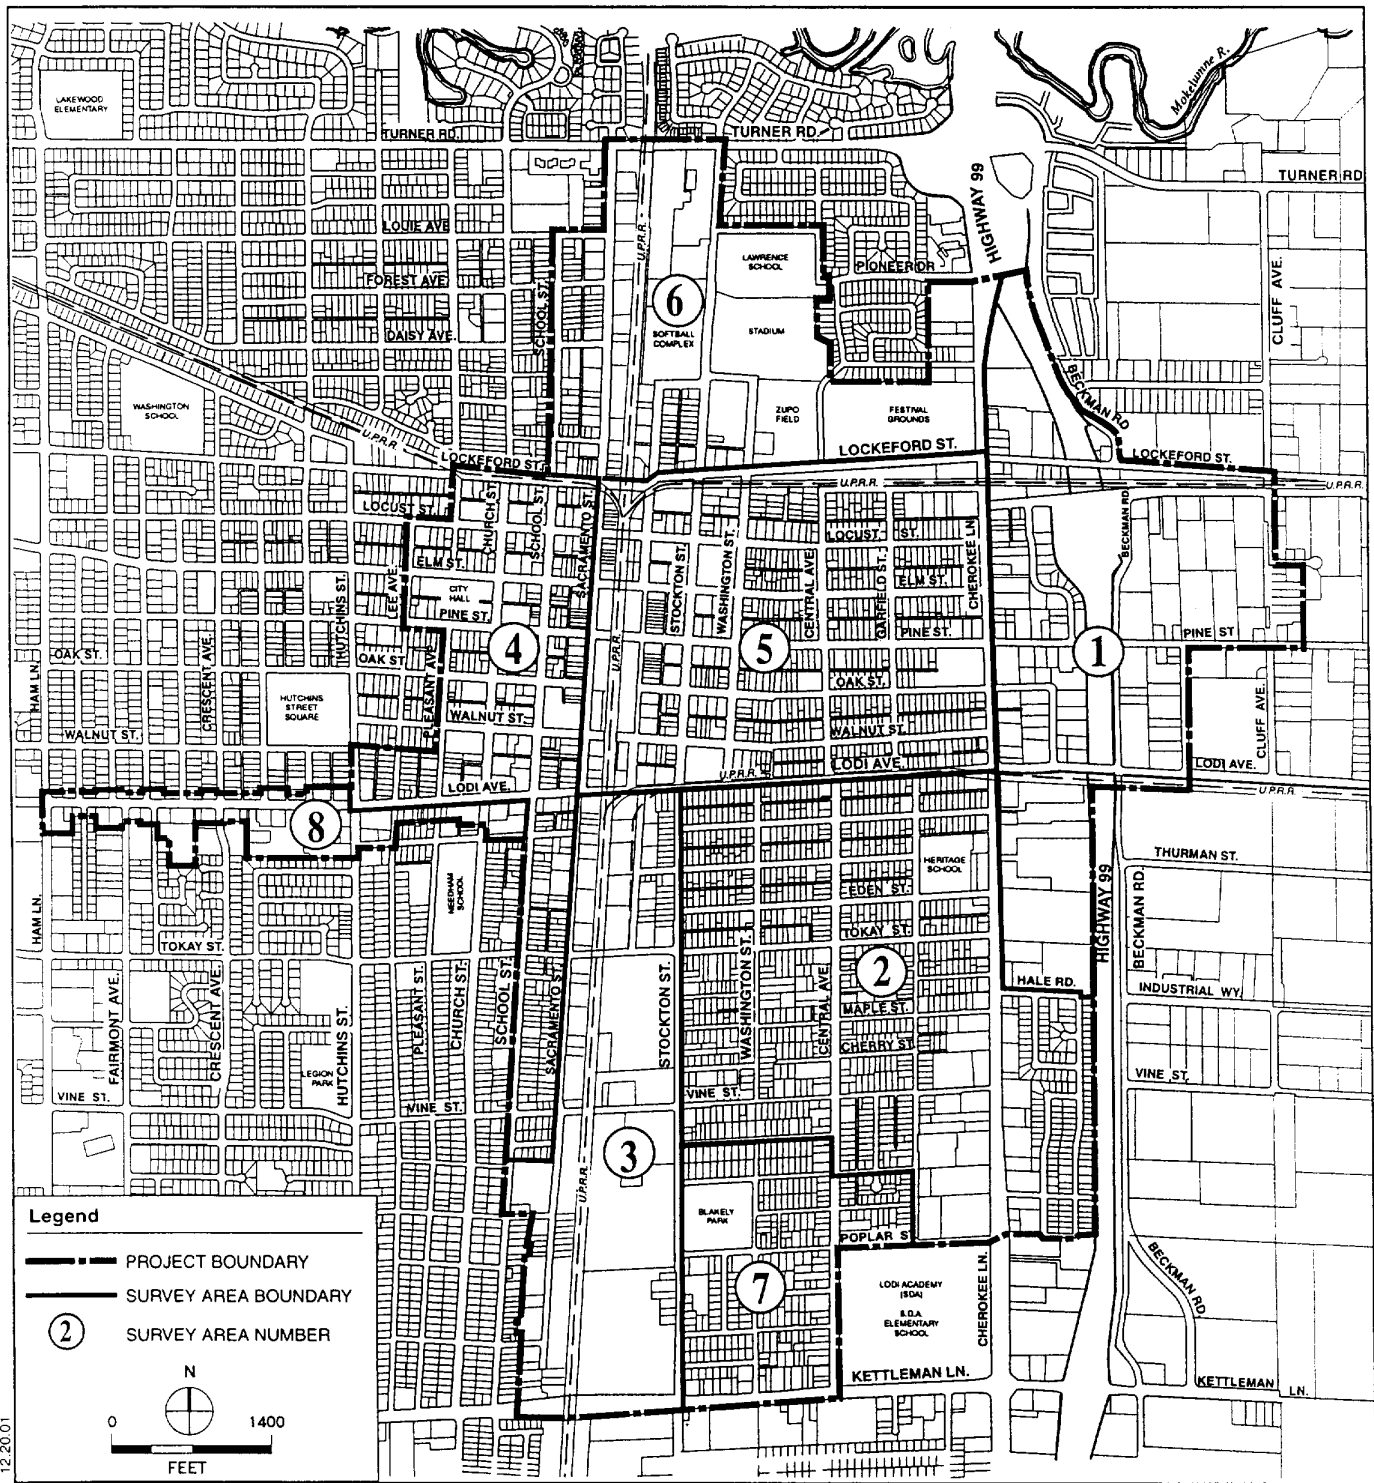 LAKEWOOD
ELEMENTARY
TURNER RD.
TURNER RD.
Mokelumne R.
TURNER RD
HIGHWAY 99
LOUIE AVE
U.P.R.R.
LAWRENCE
SCHOOL
PIONEER DR
FOREST AVE.
6
SOFTBALL
COMPLEX
STADIUM
DAISY AVE.
SCHOOL ST.
CLUFF AVE.
BECKMAN RD
WASHINGTON
SCHOOL
ZUPO
FIELD
FESTIVAL
GROUNDS
U.P.R.R.
LOCKEFORD ST.
LOCKEFORD ST.
LOCKEFORD ST.
U.P.R.R.
U.P.R.R.
LOCUST ST.
CHURCH ST.
SCHOOL ST.
SACRAMENTO ST.
BECKMAN RD.
LOCUST ST.
ELM ST.
CITY
HALL
PINE ST.
LEE AVE.
HUTCHINS ST.
STOCKTON ST.
WASHINGTON ST.
CENTRAL AVE.
GARFIELD ST.
ELM ST.
CHEROKEE LN.
PINE ST.
PINE ST
4
5
1
U.P.R.R.
OAK ST.
OAK ST.
OAK ST.
HAM LN.
CRESCENT AVE.
HUTCHINS
STREET
SQUARE
PLEASANT AVE.
WALNUT ST.
WALNUT ST.
WALNUT ST.
CLUFF AVE.
LODI AVE.
LODI AVE.
LODI AVE.
U.P.R.R.
U.P.R.R.
8
THURMAN ST.
HERITAGE
SCHOOL
NEEDHAM
SCHOOL
EDEN ST.
HAM LN.
TOKAY ST.
TOKAY ST.
HIGHWAY 99
BECKMAN RD.
2
HALE RD.
INDUSTRIAL WY.
FAIRMONT AVE.
CRESCENT AVE.
HUTCHINS ST.
PLEASANT ST.
CHURCH ST.
SCHOOL ST.
SACRAMENTO ST.
STOCKTON ST.
WASHINGTON ST.
CENTRAL AVE.
MAPLE ST.
CHERRY ST.
LEGION
PARK
VINE ST.
VINE ST.
VINE ST.
VINE ST.
3
U.P.R.R.
BLAKELY
PARK
POPLAR ST
7
LODI ACADEMY
(SDA)
S.D.A.
ELEMENTARY
SCHOOL
CHEROKEE LN.
BECKMAN RD
KETTLEMAN LN.
KETTLEMAN LN.
Legend
PROJECT BOUNDARY
SURVEY AREA BOUNDARY
2 SURVEY AREA NUMBER
N
0 1400
FEET
12.20.01